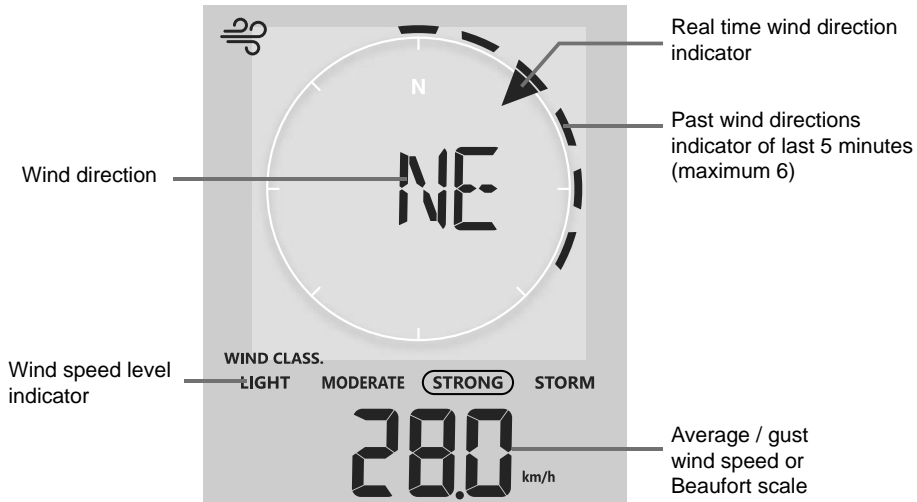 Real time wind direction
indicator
N
Past wind directions
indicator of last 5 minutes
(maximum 6)
Wind direction
NE
WIND CLASS.
Wind speed level
indicator
LIGHT MODERATE STRONG STORM
28.0 km/h
Average / gust
wind speed or
Beaufort scale